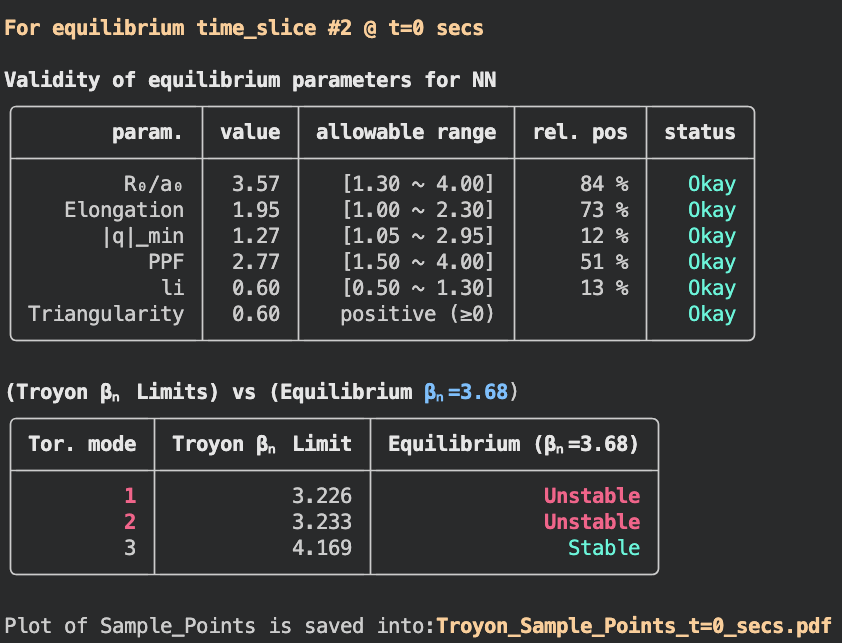 For equilibrium time_slice #2 @ t=0 secs
Validity of equilibrium parameters for NN
param. value allowable range rel. pos status
R₀/a₀ 3.57 [1.30 ~ 4.00] 84 % Okay
Elongation 1.95 [1.00 ~ 2.30] 73 % Okay
|q|_min 1.27 [1.05 ~ 2.95] 12 % Okay
PPF 2.77 [1.50 ~ 4.00] 51 % Okay
li 0.60 [0.50 ~ 1.30] 13 % Okay
Triangularity 0.60 positive (≥0) Okay
(Troyon βₙ Limits) vs (Equilibrium βₙ=3.68)
Tor. mode Troyon βₙ Limit Equilibrium (βₙ=3.68)
1 3.226 Unstable
2 3.233 Unstable
3 4.169 Stable
Plot of Sample_Points is saved into:Troyon_Sample_Points_t=0_secs.pdf